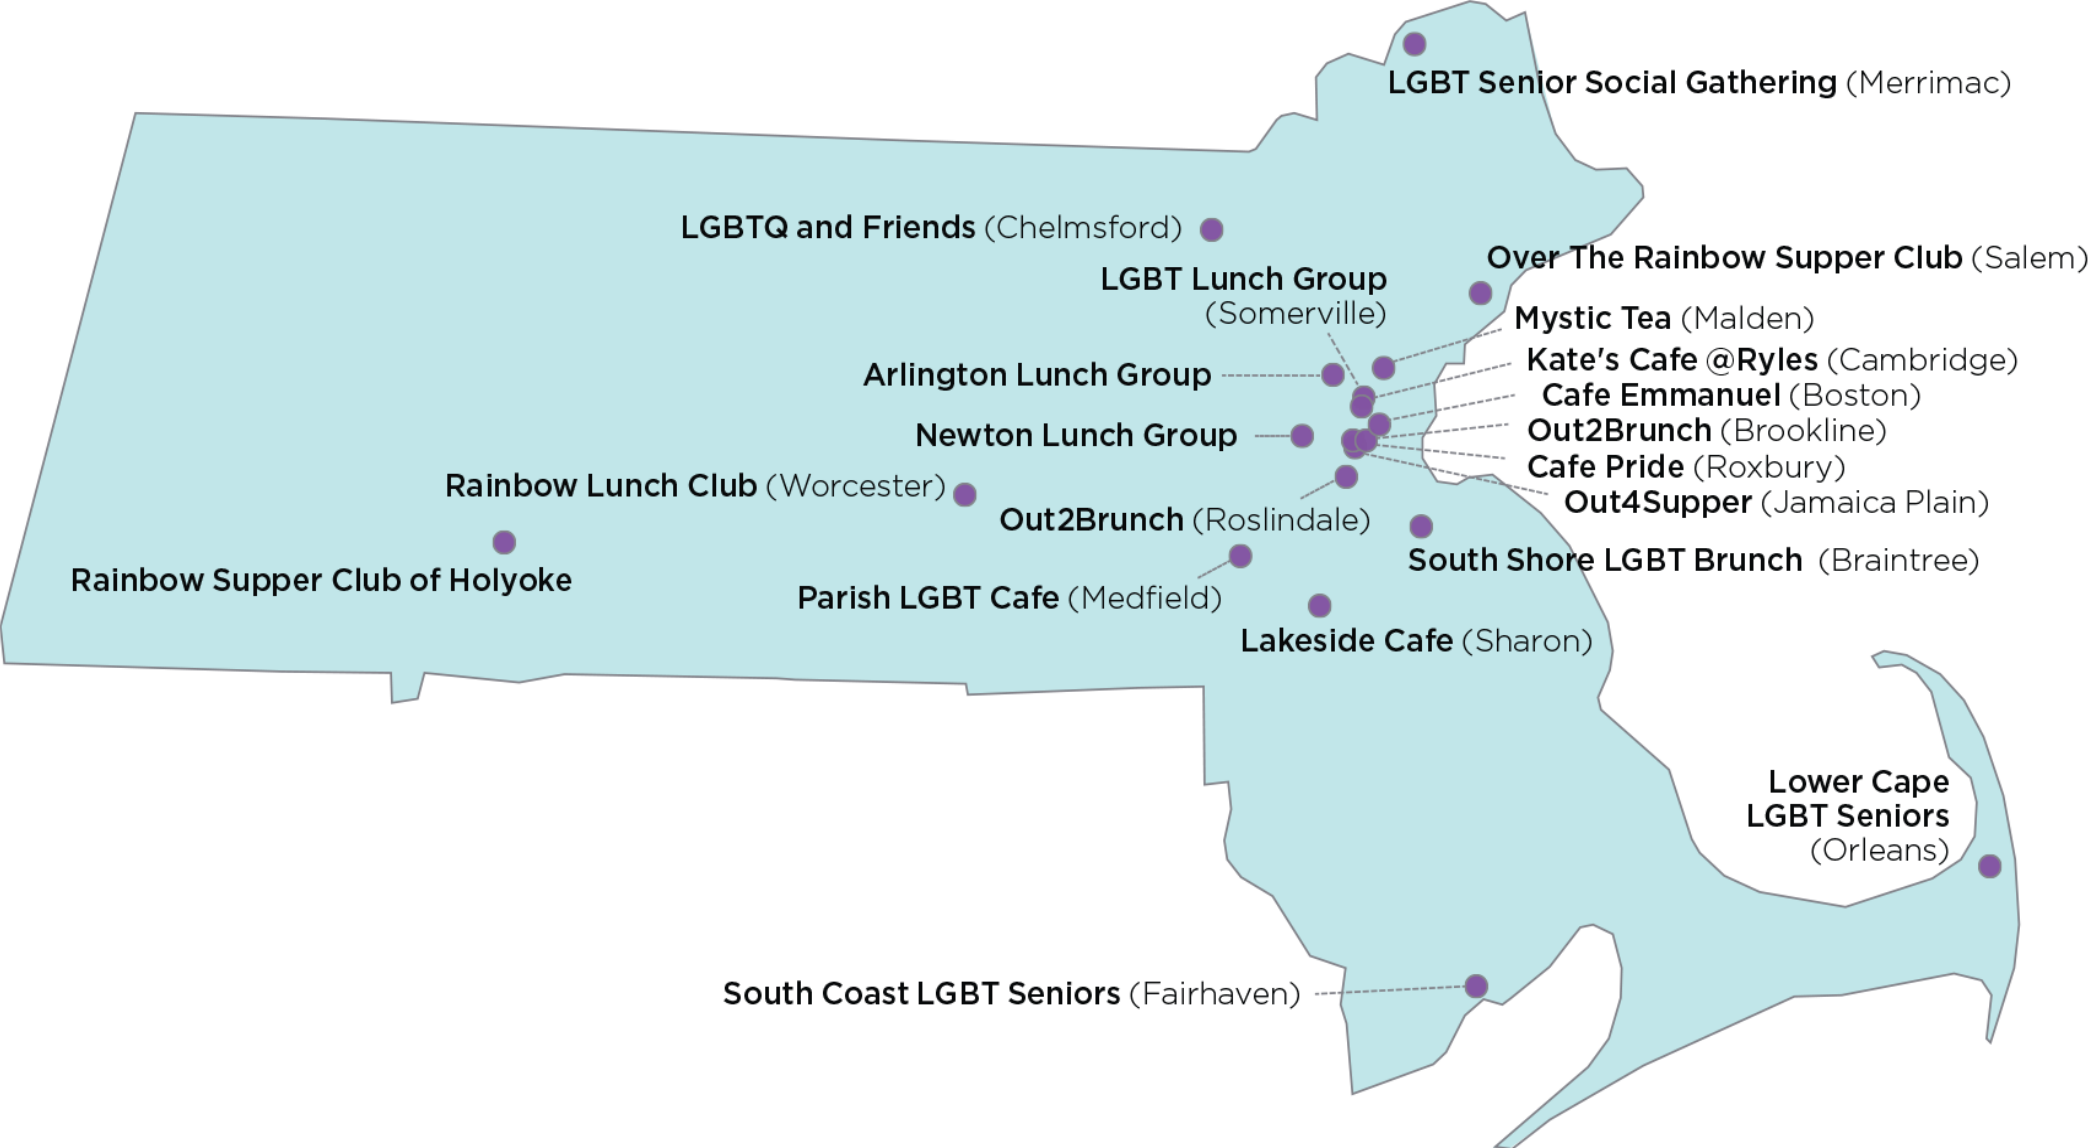 LGBT Senior Social Gathering (Merrimac)
LGBTQ and Friends (Chelmsford)
Over The Rainbow Supper Club (Salem)
LGBT Lunch Group
(Somerville)
Mystic Tea (Malden)
Kate's Cafe @Ryles (Cambridge)
Arlington Lunch Group
Cafe Emmanuel (Boston)
Out2Brunch (Brookline)
Newton Lunch Group
Cafe Pride (Roxbury)
Rainbow Lunch Club (Worcester)
Out4Supper (Jamaica Plain)
Out2Brunch (Roslindale)
South Shore LGBT Brunch (Braintree)
Rainbow Supper Club of Holyoke
Parish LGBT Cafe (Medfield)
Lakeside Cafe (Sharon)
Lower Cape
LGBT Seniors
(Orleans)
South Coast LGBT Seniors (Fairhaven)